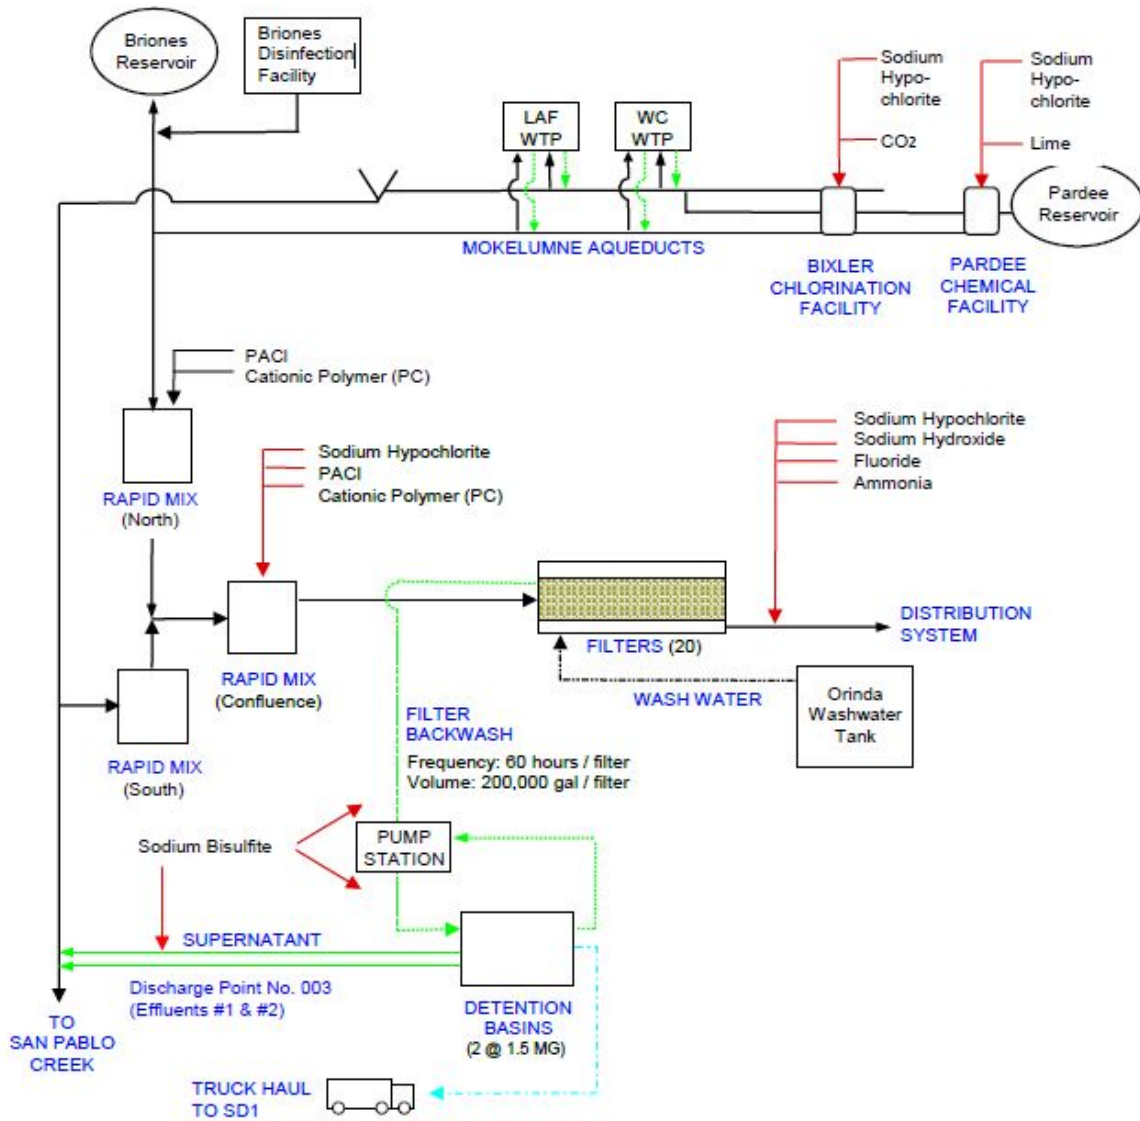 Briones
Reservoir
Briones
Disinfection
Facility
LAF
WTP
WC
WTP
Sodium
Hypo-
chlorite
CO2
Sodium
Hypo-
chlorite
Lime
Pardee
Reservoir
MOKELUMNE AQUEDUCTS
BIXLER
CHLORINATION
FACILITY
PARDEE
CHEMICAL
FACILITY
PACl
Cationic Polymer (PC)
RAPID MIX
(North)
Sodium Hypochlorite
PACl
Cationic Polymer (PC)
Sodium Hypochlorite
Sodium Hydroxide
Fluoride
Ammonia
RAPID MIX
(Confluence)
FILTERS (20)
DISTRIBUTION
SYSTEM
WASH WATER
Orinda
Washwater
Tank
RAPID MIX
(South)
FILTER
BACKWASH
Frequency: 60 hours / filter
Volume: 200,000 gal / filter
Sodium Bisulfite
PUMP
STATION
SUPERNATANT
Discharge Point No. 003
(Effluents #1 & #2)
DETENTION
BASINS
(2 @ 1.5 MG)
TO
SAN PABLO
CREEK
TRUCK HAUL
TO SD1